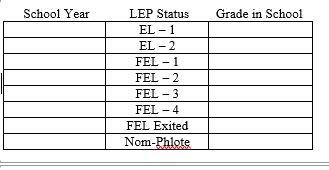 School Year LEP Status Grade in School
EL – 1
EL – 2
FEL – 1
FEL – 2
FEL – 3
FEL – 4
FEL Exited
Nom-Phlote